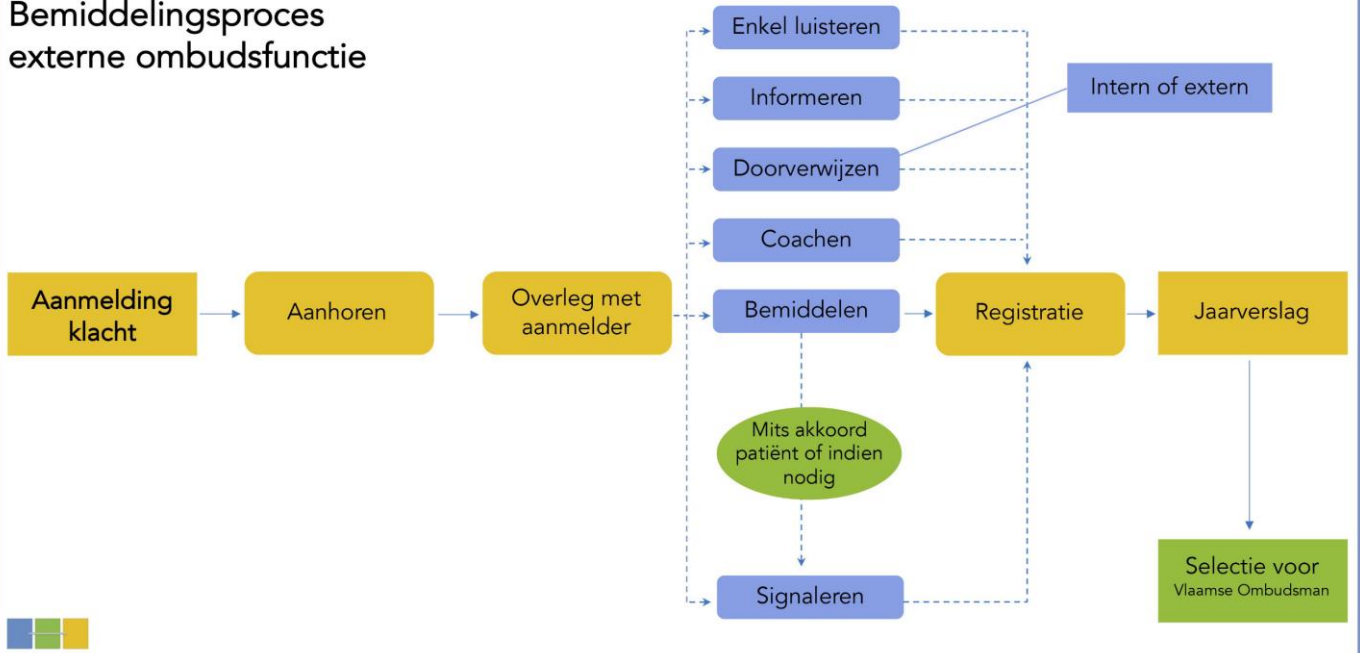 Bemiddelingsproces
externe ombudsfunctie
Enkel luisteren
Informeren
Intern of extern
Doorverwijzen
Coachen
Aanmelding
klacht
Aanhoren
Overleg met
aanmelder
Bemiddelen
Registratie
Jaarverslag
Mits akkoord
patiënt of indien
nodig
Signaleren
Selectie voor
Vlaamse Ombudsman